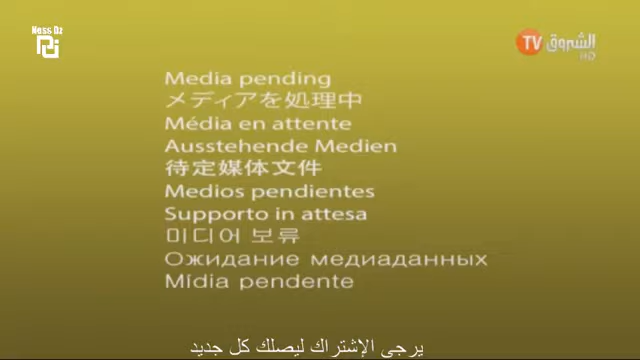 Ness Dz
TV الشروق
HD
Media pending
メディアを処理中
Média en attente
Ausstehende Medien
待定媒体文件
Medios pendientes
Supporto in attesa
미디어 보류
Ожидание медиаданных
Mídia pendente
يرجى الإشتراك ليصلك كل جديد